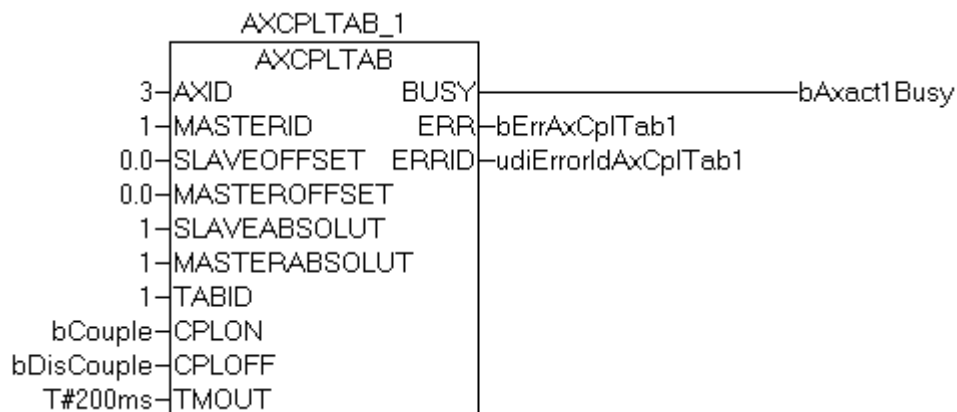 AXCPLTAB_1
AXCPLTAB
3 AXID BUSY bAxact1Busy
1 MASTERID ERR bErrAxCplTab1
0.0 SLAVEOFFSET ERRID udiErrorIdAxCplTab1
0.0 MASTEROFFSET
1 SLAVEABSOLUT
1 MASTERABSOLUT
1 TABID
bCouple CPLON
bDisCouple CPLOFF
T#200ms TMOUT